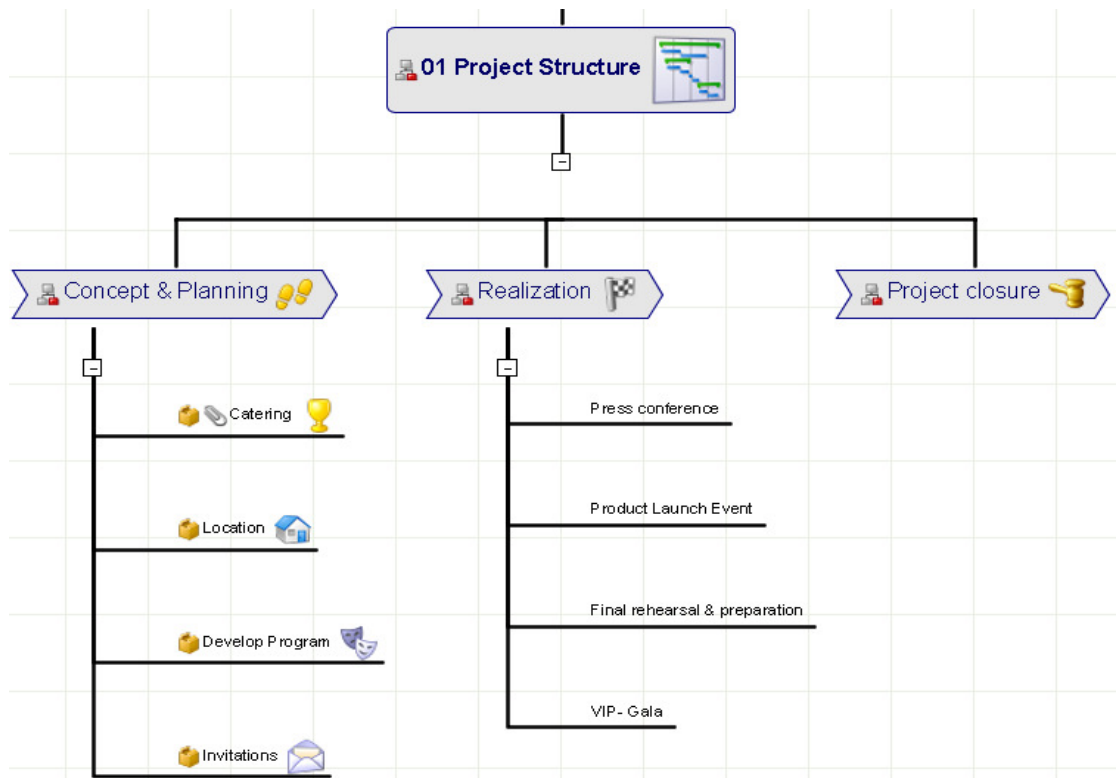 01 Project Structure
Concept & Planning
Realization
Project closure
Catering
Location
Develop Program
Invitations
Press conference
Product Launch Event
Final rehearsal & preparation
VIP- Gala